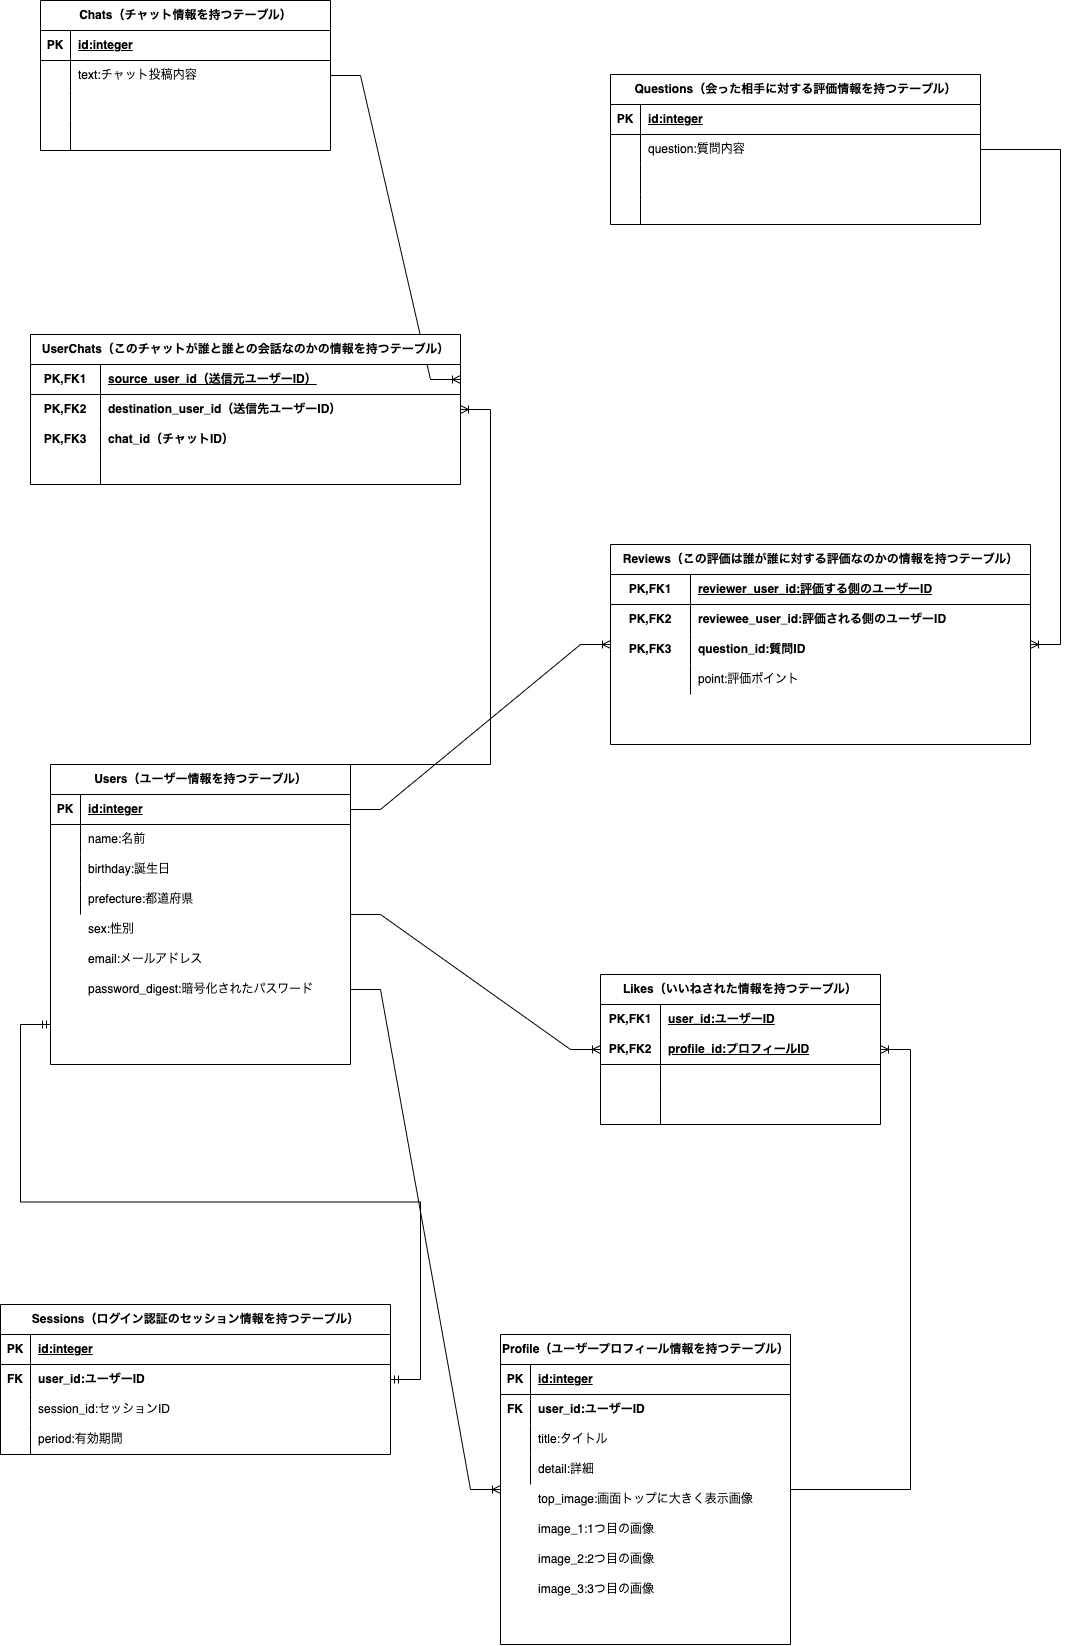 Chats（チャット情報を持つテーブル）
PK id:integer
text:チャット投稿内容
Questions（会った相手に対する評価情報を持つテーブル）
PK id:integer
question:質問内容
UserChats（このチャットが誰と誰との会話なのかの情報を持つテーブル）
PK,FK1 source_user_id（送信元ユーザーID）
PK,FK2 destination_user_id（送信先ユーザーID）
PK,FK3 chat_id（チャットID）
Reviews（この評価は誰が誰に対する評価なのかの情報を持つテーブル）
PK,FK1 reviewer_user_id:評価する側のユーザーID
PK,FK2 reviewee_user_id:評価される側のユーザーID
PK,FK3 question_id:質問ID
point:評価ポイント
Users（ユーザー情報を持つテーブル）
PK id:integer
name:名前
birthday:誕生日
prefecture:都道府県
sex:性別
email:メールアドレス
password_digest:暗号化されたパスワード
Likes（いいねされた情報を持つテーブル）
PK,FK1 user_id:ユーザーID
PK,FK2 profile_id:プロフィールID
Sessions（ログイン認証のセッション情報を持つテーブル）
PK id:integer
FK user_id:ユーザーID
session_id:セッションID
period:有効期間
Profile（ユーザープロフィール情報を持つテーブル）
PK id:integer
FK user_id:ユーザーID
title:タイトル
detail:詳細
top_image:画面トップに大きく表示画像
image_1:1つ目の画像
image_2:2つ目の画像
image_3:3つ目の画像